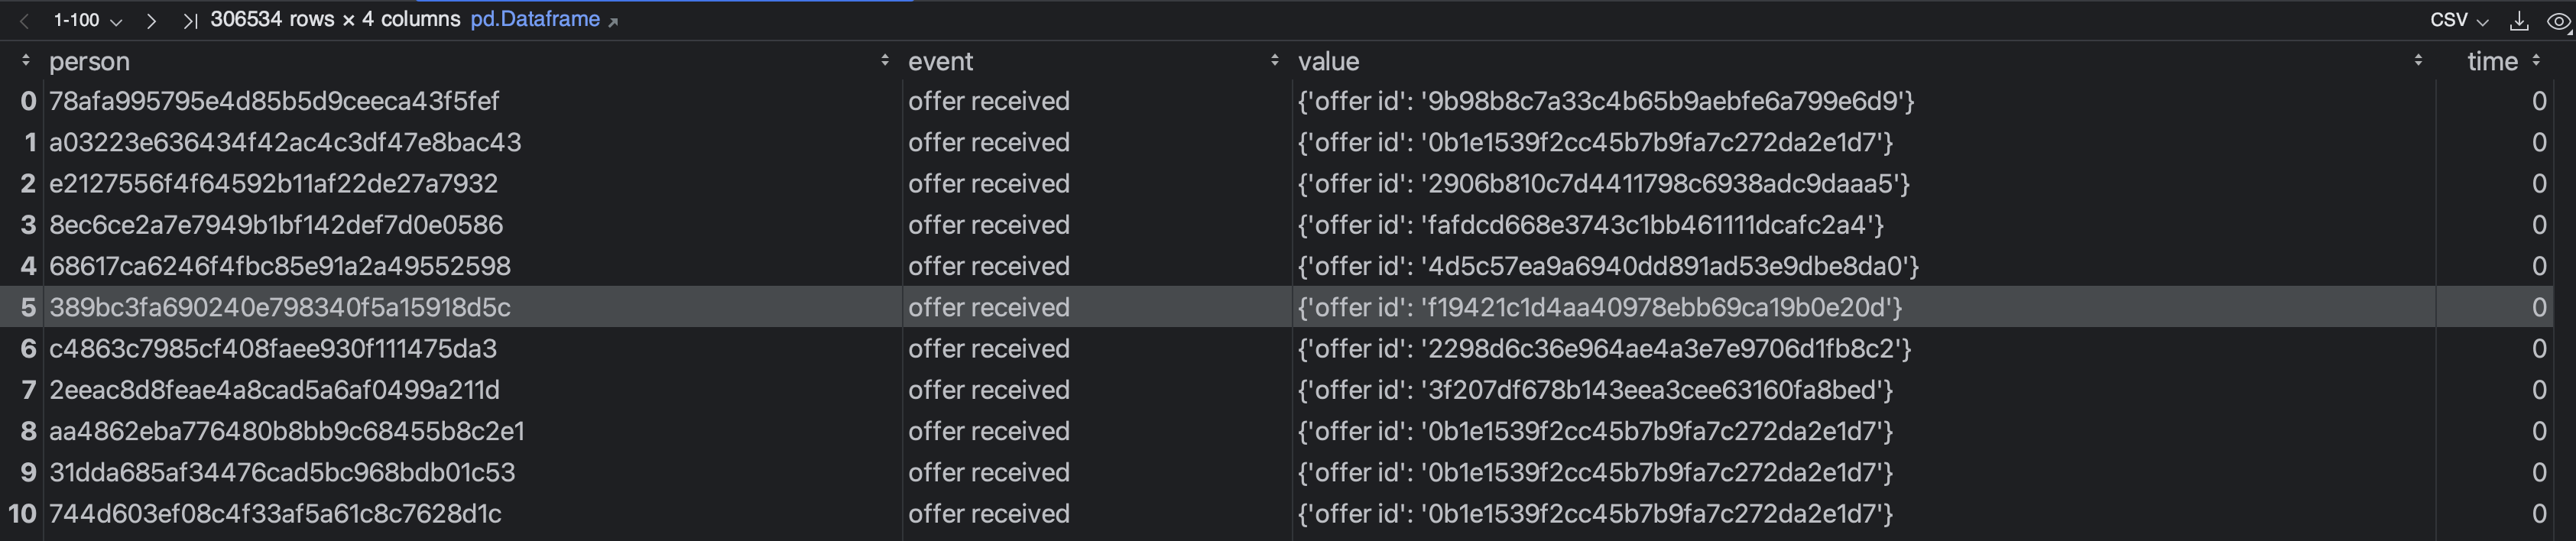 1-100 306534 rows × 4 columns pd.Dataframe CSV
person event value time
0 78afa995795e4d85b5d9ceeca43f5fef offer received {'offer id': '9b98b8c7a33c4b65b9aebfe6a799e6d9'} 0
1 a03223e636434f42ac4c3df47e8bac43 offer received {'offer id': '0b1e1539f2cc45b7b9fa7c272da2e1d7'} 0
2 e2127556f4f64592b11af22de27a7932 offer received {'offer id': '2906b810c7d4411798c6938adc9daaa5'} 0
3 8ec6ce2a7e7949b1bf142def7d0e0586 offer received {'offer id': 'fafdcd668e3743c1bb461111dcafc2a4'} 0
4 68617ca6246f4fbc85e91a2a49552598 offer received {'offer id': '4d5c57ea9a6940dd891ad53e9dbe8da0'} 0
5 389bc3fa690240e798340f5a15918d5c offer received {'offer id': 'f19421c1d4aa40978ebb69ca19b0e20d'} 0
6 c4863c7985cf408faee930f111475da3 offer received {'offer id': '2298d6c36e964ae4a3e7e9706d1fb8c2'} 0
7 2eeac8d8feae4a8cad5a6af0499a211d offer received {'offer id': '3f207df678b143eea3cee63160fa8bed'} 0
8 aa4862eba776480b8bb9c68455b8c2e1 offer received {'offer id': '0b1e1539f2cc45b7b9fa7c272da2e1d7'} 0
9 31dda685af34476cad5bc968bdb01c53 offer received {'offer id': '0b1e1539f2cc45b7b9fa7c272da2e1d7'} 0
10 744d603ef08c4f33af5a61c8c7628d1c offer received {'offer id': '0b1e1539f2cc45b7b9fa7c272da2e1d7'} 0